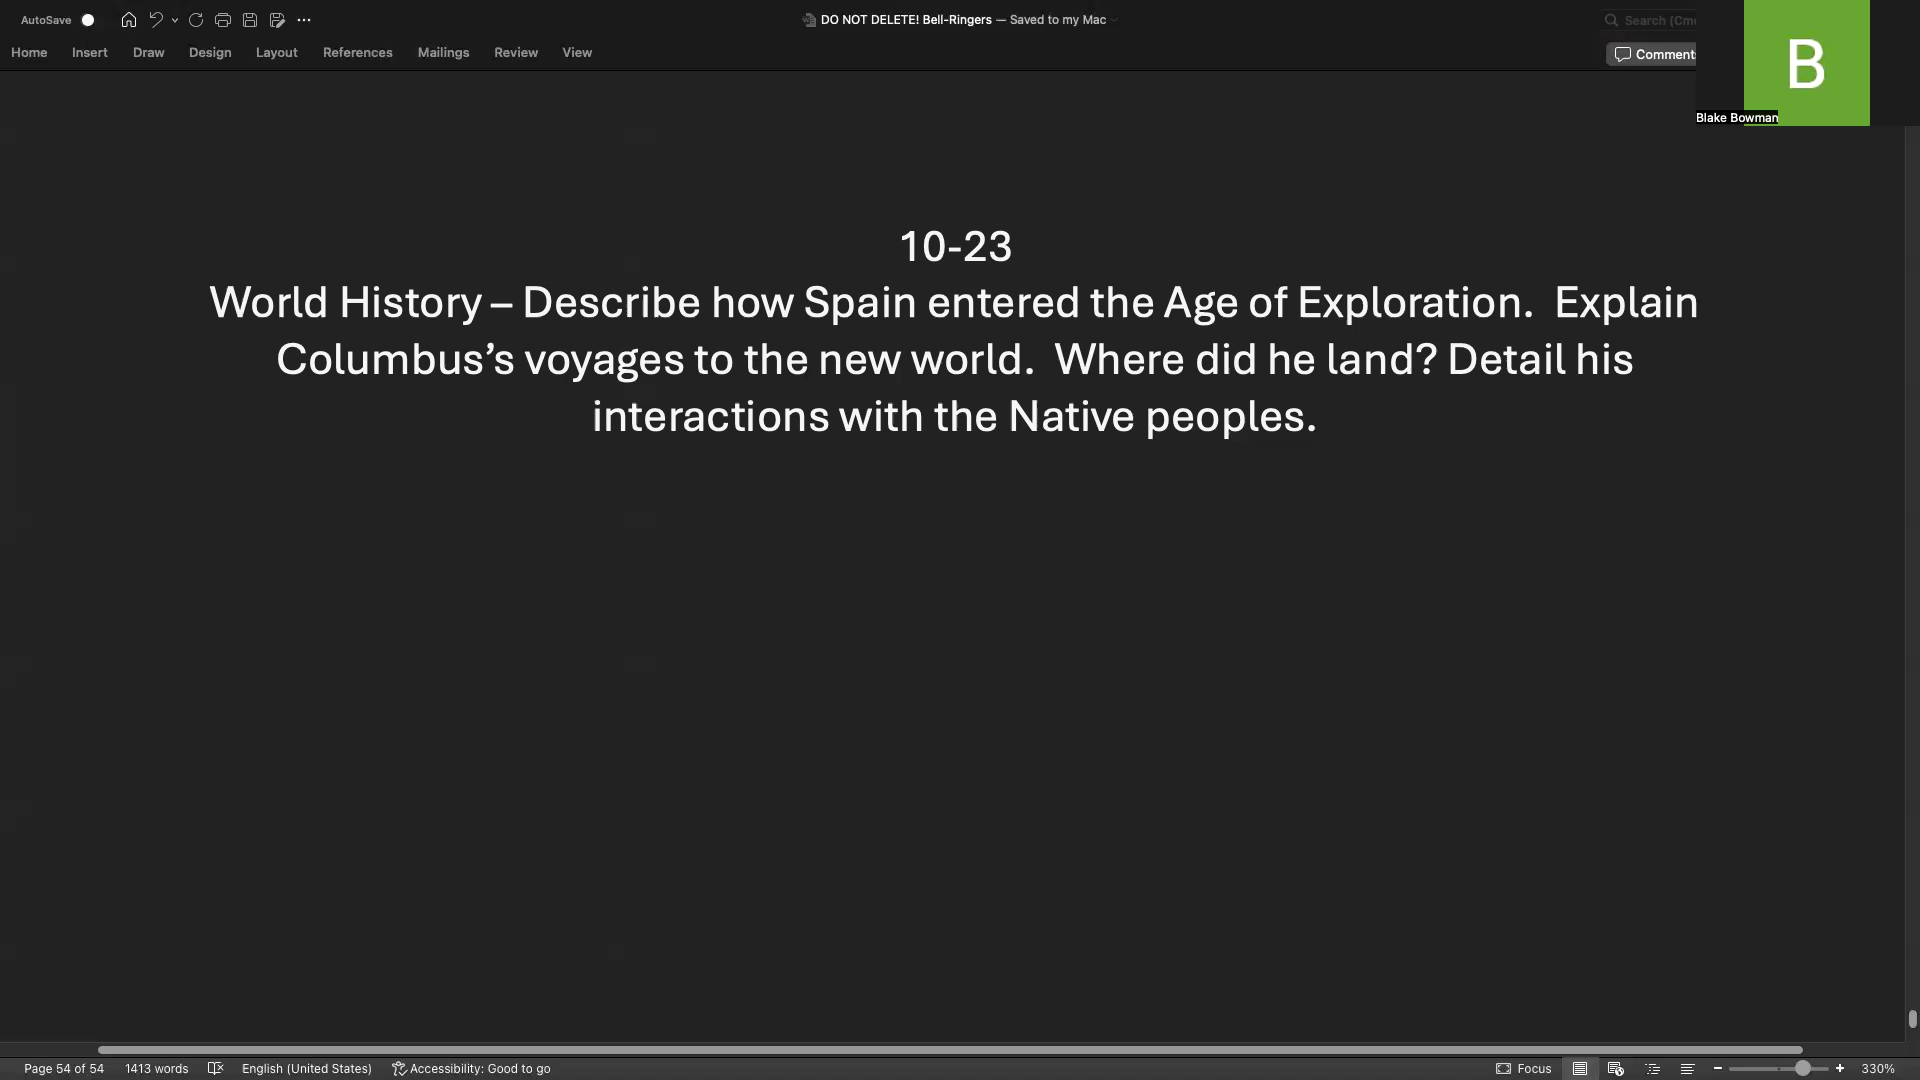 AutoSave
DO NOT DELETE! Bell-Ringers — Saved to my Mac
Search (Cm
Home Insert Draw Design Layout References Mailings Review View
Comments
B
Blake Bowman
10-23
World History – Describe how Spain entered the Age of Exploration. Explain
Columbus’s voyages to the new world. Where did he land? Detail his
interactions with the Native peoples.
Page 54 of 54 1413 words English (United States) Accessibility: Good to go Focus 330%